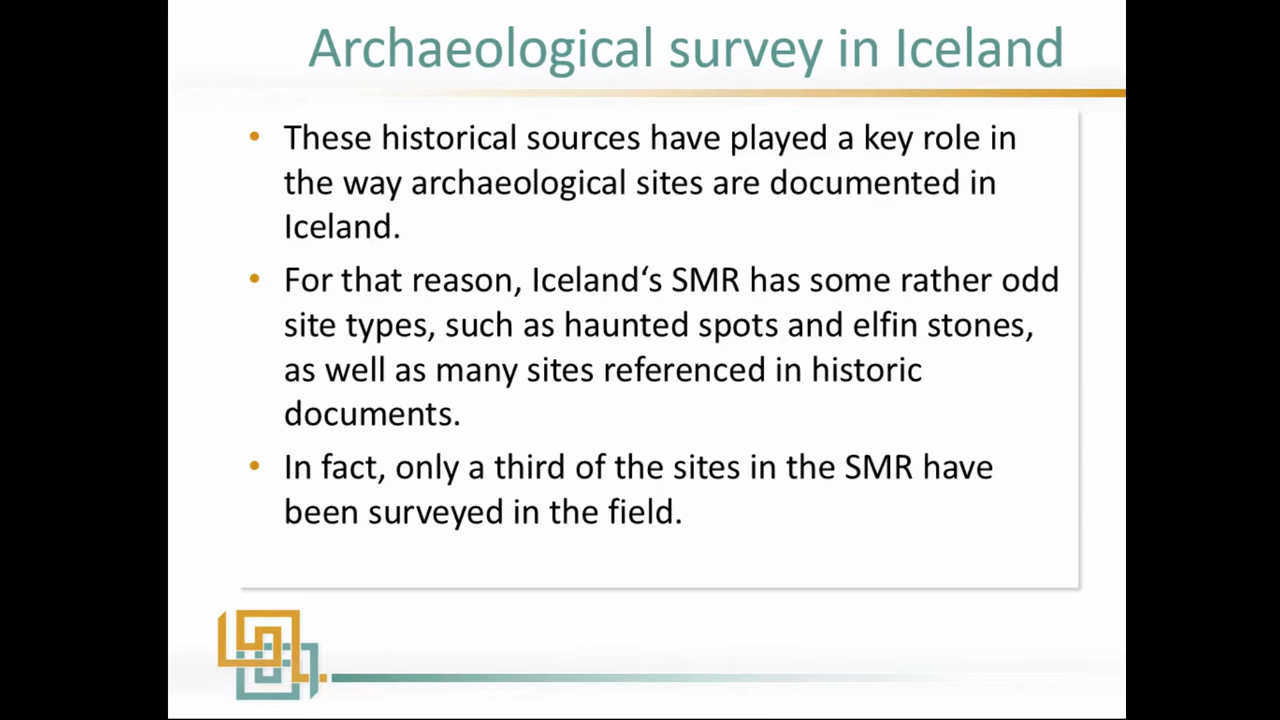 Archaeological survey in Iceland
• These historical sources have played a key role in
the way archaeological sites are documented in
Iceland.
• For that reason, Iceland‘s SMR has some rather odd
site types, such as haunted spots and elfin stones,
as well as many sites referenced in historic
documents.
• In fact, only a third of the sites in the SMR have
been surveyed in the field.